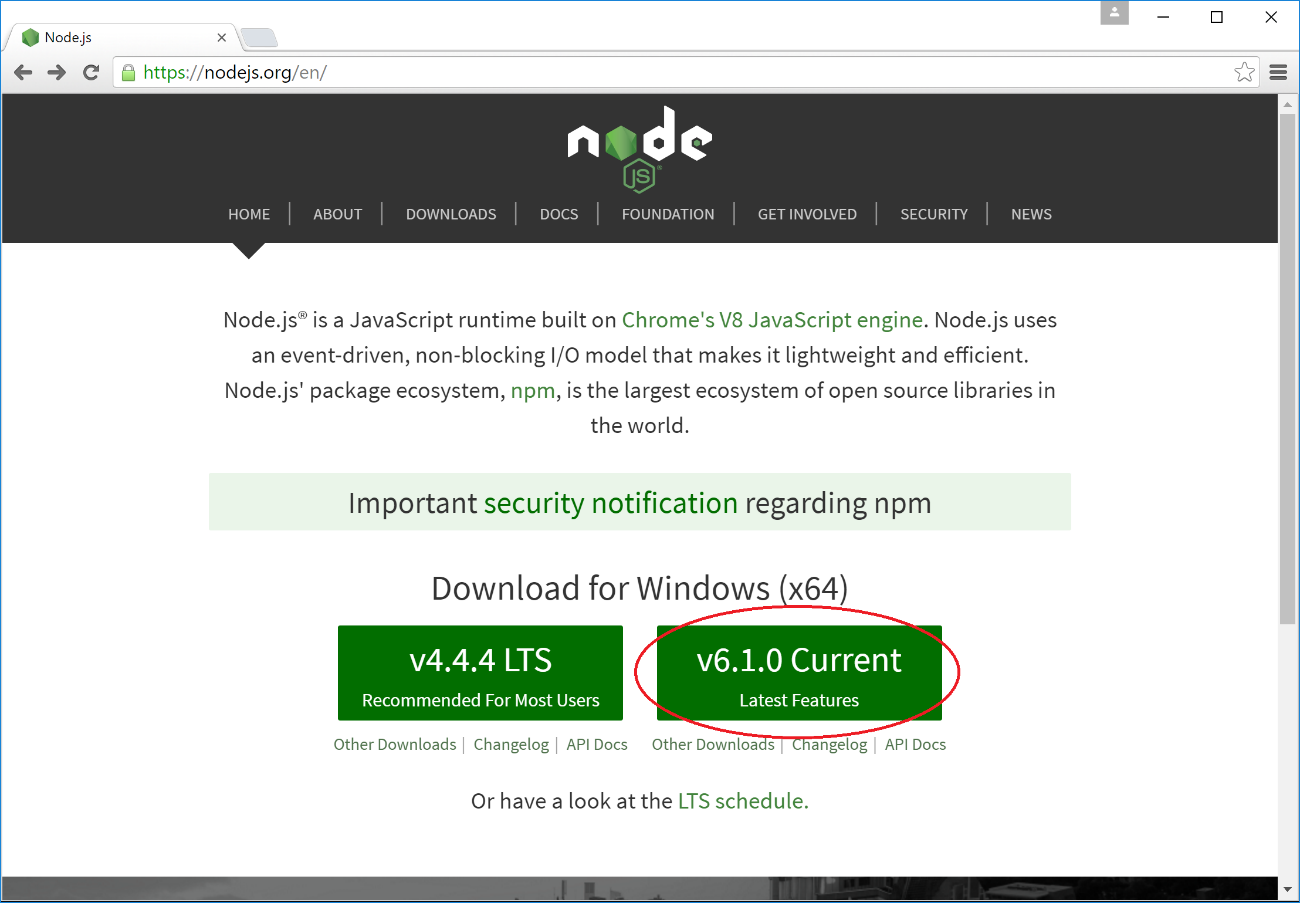 Node.js
https://nodejs.org/en/
node
JS
HOME | ABOUT | DOWNLOADS | DOCS | FOUNDATION | GET INVOLVED | SECURITY | NEWS
Node.js® is a JavaScript runtime built on Chrome's V8 JavaScript engine. Node.js uses
an event-driven, non-blocking I/O model that makes it lightweight and efficient.
Node.js' package ecosystem, npm, is the largest ecosystem of open source libraries in
the world.
Important security notification regarding npm
Download for Windows (x64)
v4.4.4 LTS
Recommended For Most Users
v6.1.0 Current
Latest Features
Other Downloads | Changelog | API Docs
Other Downloads | Changelog | API Docs
Or have a look at the LTS schedule.